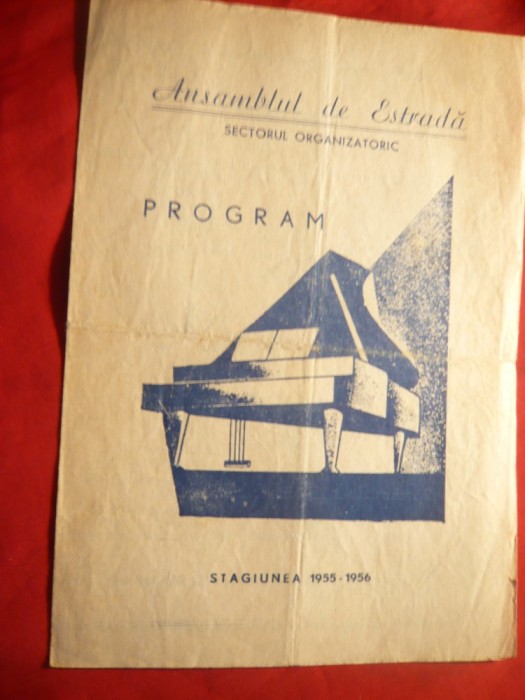 Ansamblul de Estradă
SECTORUL ORGANIZATORIC
PROGRAM
STAGIUNEA 1955-1956